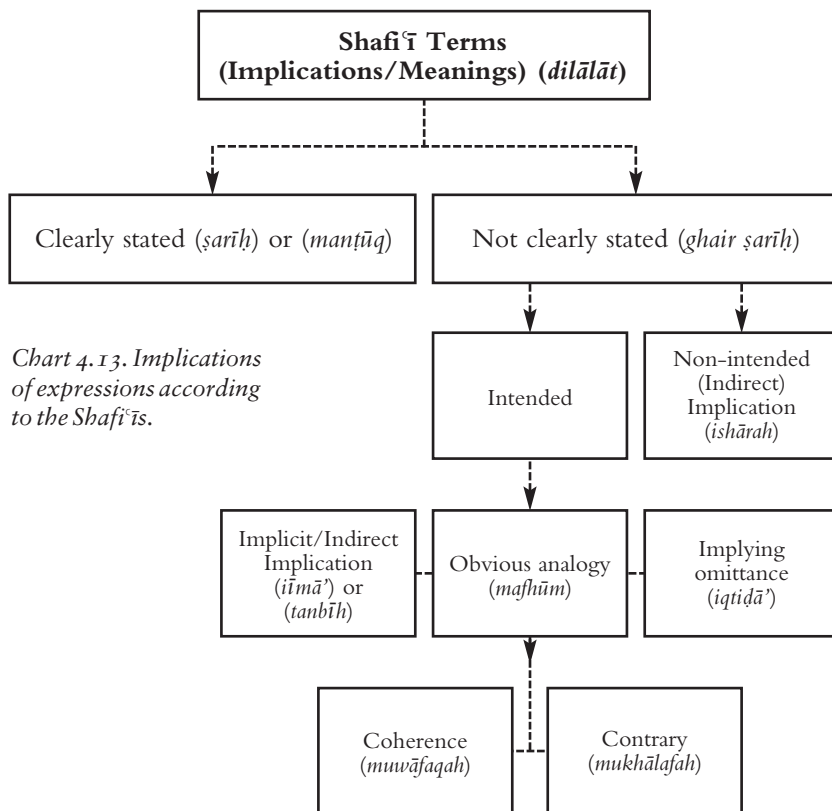 Shafiʿī Terms
(Implications/Meanings) (dilālāt)
Clearly stated (ṣarīḥ) or (manṭūq)
Not clearly stated (ghair ṣarīḥ)
Chart 4.13. Implications
of expressions according
to the Shafiʿīs.
Intended
Non-intended
(Indirect)
Implication
(ishārah)
Implicit/Indirect
Implication
(iīmā’) or
(tanbīh)
Obvious analogy
(mafhūm)
Implying
omittance
(iqtiḍā’)
Coherence
(muwāfaqah)
Contrary
(mukhālafah)